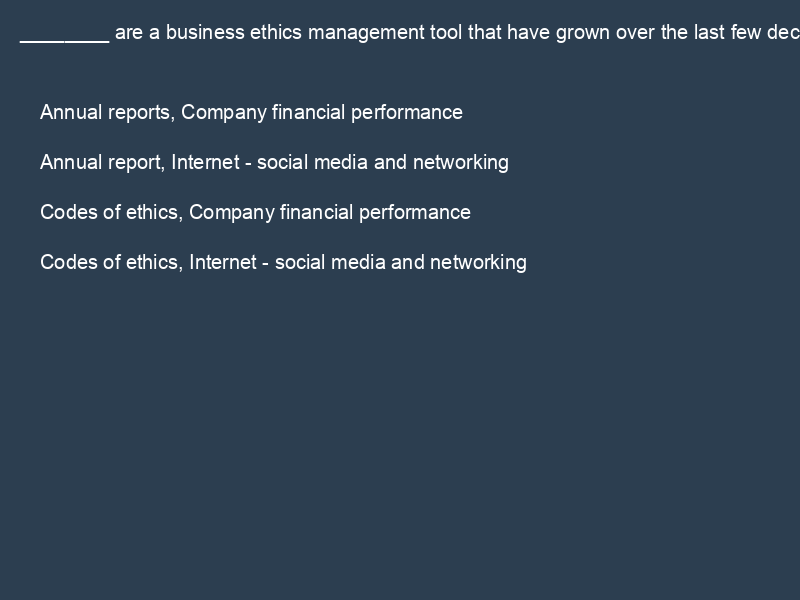 _________ are a business ethics management tool that have grown over the last few dec
Annual reports, Company financial performance
Annual report, Internet - social media and networking
Codes of ethics, Company financial performance
Codes of ethics, Internet - social media and networking